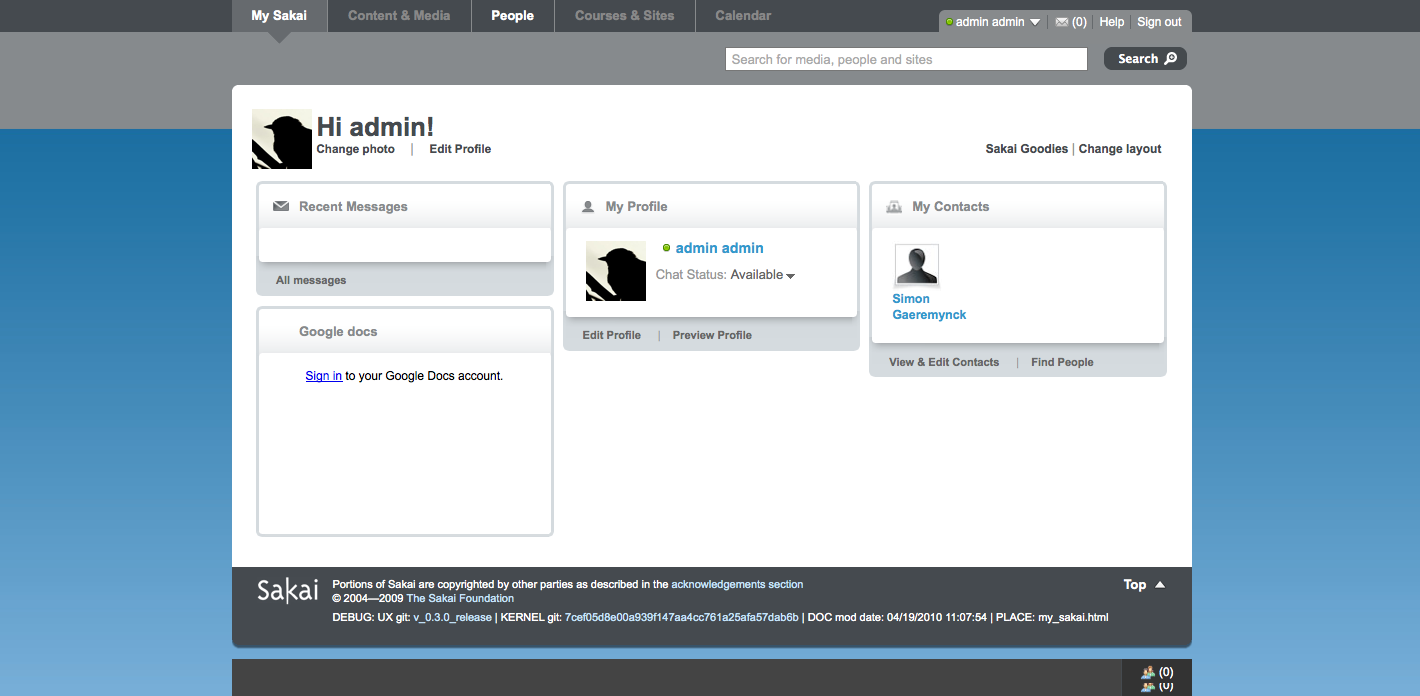 My Sakai
Content & Media
People
Courses & Sites
Calendar
admin admin
(0)
Help
Sign out
Search for media, people and sites
Search
Hi admin!
Change photo | Edit Profile
Sakai Goodies | Change layout
Recent Messages
All messages
Google docs
Sign in to your Google Docs account.
My Profile
admin admin
Chat Status: Available
Edit Profile | Preview Profile
My Contacts
Simon
Gaeremynck
View & Edit Contacts | Find People
Sakai
Portions of Sakai are copyrighted by other parties as described in the acknowledgements section
© 2004—2009 The Sakai Foundation
DEBUG: UX git: v_0.3.0_release | KERNEL git: 7cef05d8e00a939f147aa4cc761a25afa57dab6b | DOC mod date: 04/19/2010 11:07:54 | PLACE: my_sakai.html
Top
(0)
(0)